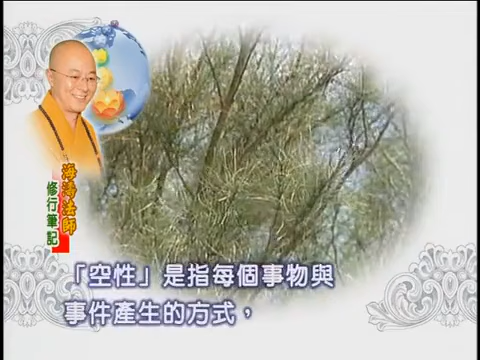 海濤法師
修行筆記
「空性」是指每個事物與
事件產生的方式，